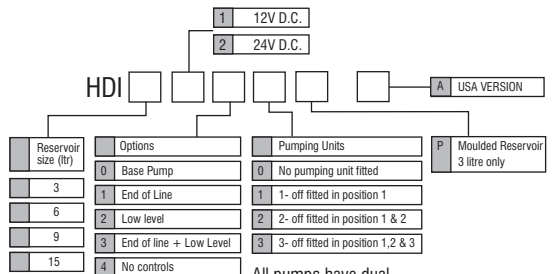 1 12V D.C.
2 24V D.C.
HDI
A USA VERSION
Reservoir
size (ltr)
3
6
9
15
Options
0 Base Pump
1 End of Line
2 Low level
3 End of line + Low Level
4 No controls
Pumping Units
0 No pumping unit fitted
1 1- off fitted in position 1
2 2- off fitted in position 1 & 2
3 3- off fitted in position 1,2 & 3
P Moulded Reservoir
3 litre only
All pumps have dual